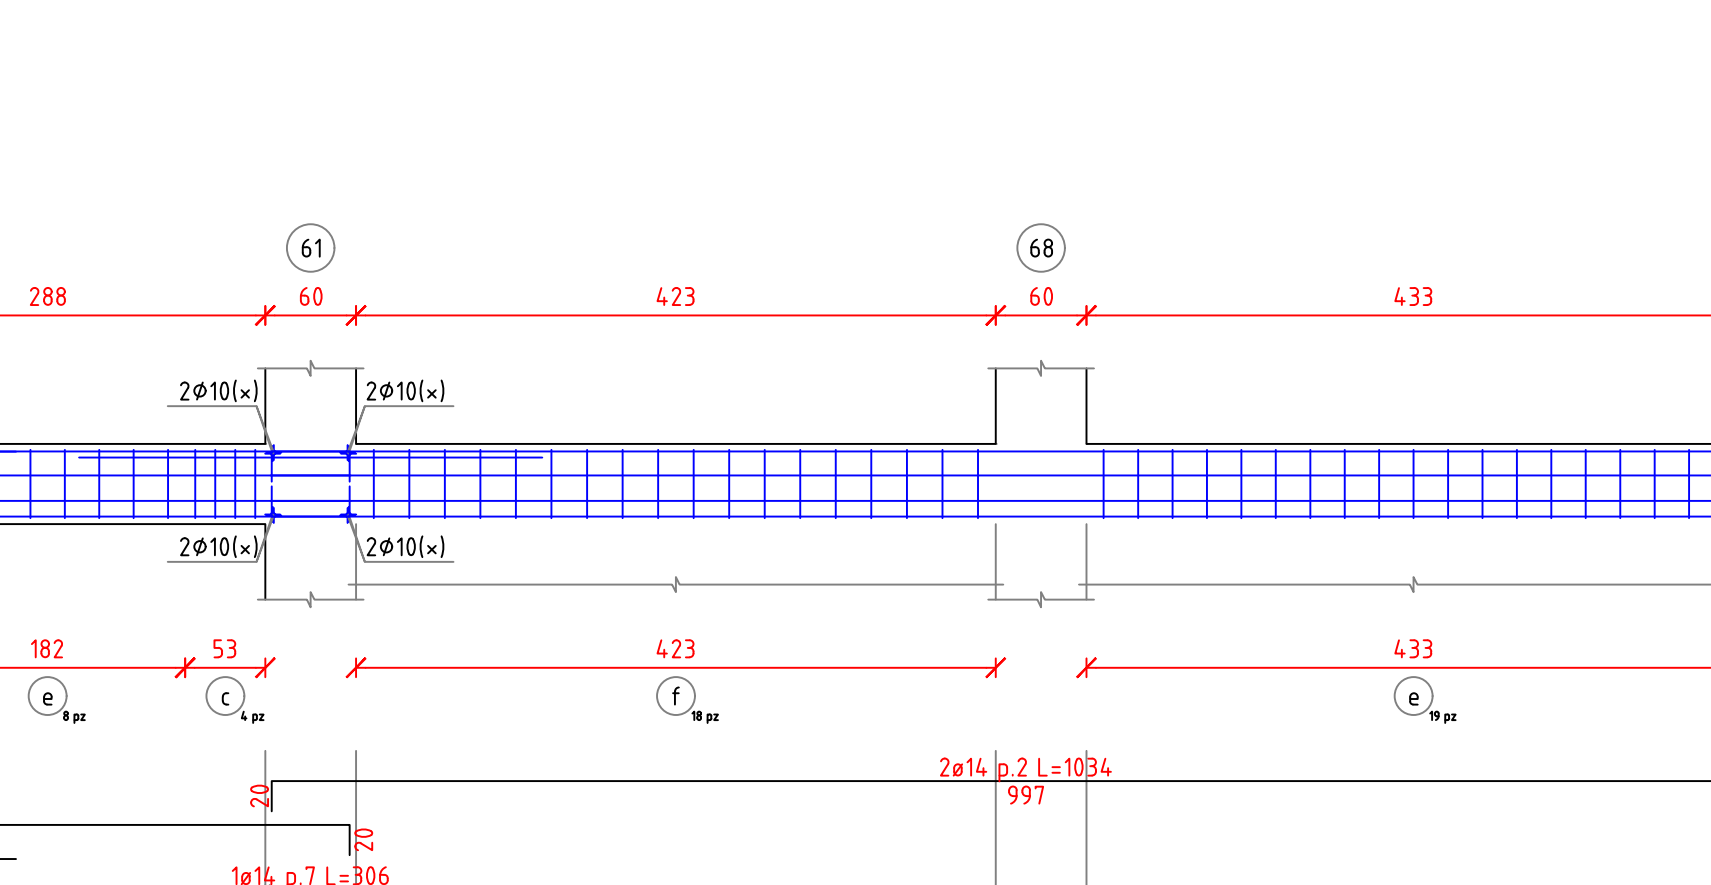 61
68
288
60
423
60
433
2Φ10(×)
2Φ10(×)
2Φ10(×)
2Φ10(×)
182
53
423
433
e
8 pz
c
4 pz
f
18 pz
e
19 pz
2ø14 p.2 L=1034
20
997
20
1ø14 p.7 L=306